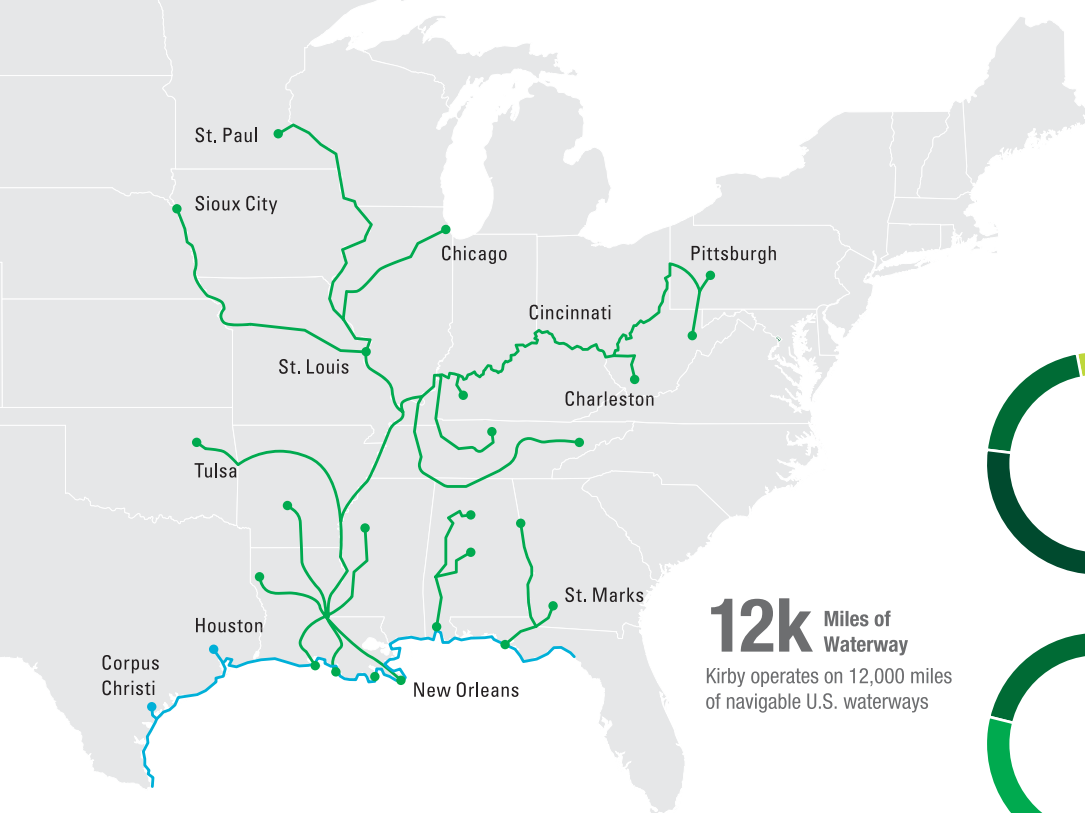 St. Paul
Sioux City
Chicago
Pittsburgh
Cincinnati
St. Louis
Charleston
Tulsa
St. Marks
Houston
Corpus
Christi
New Orleans
12k Miles of
Waterway
Kirby operates on 12,000 miles
of navigable U.S. waterways